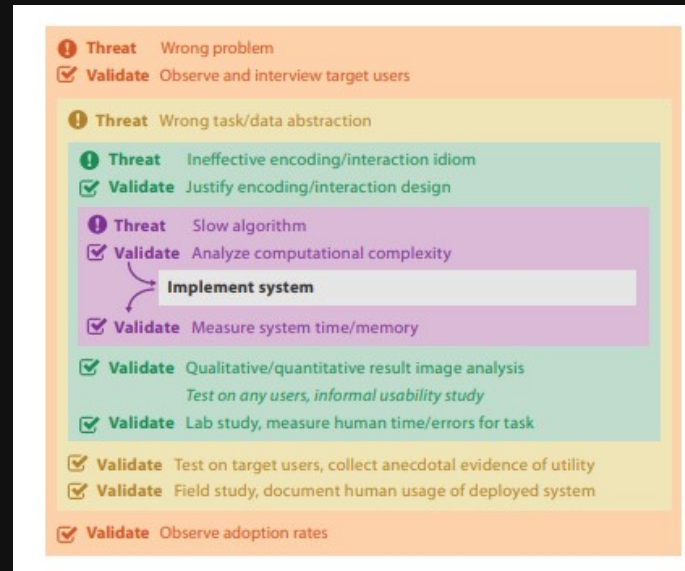 Threat Wrong problem
Validate Observe and interview target users
Threat Wrong task/data abstraction
Threat Ineffective encoding/interaction idiom
Validate Justify encoding/interaction design
Threat Slow algorithm
Validate Analyze computational complexity
Implement system
Validate Measure system time/memory
Validate Qualitative/quantitative result image analysis
Test on any users, informal usability study
Validate Lab study, measure human time/errors for task
Validate Test on target users, collect anecdotal evidence of utility
Validate Field study, document human usage of deployed system
Validate Observe adoption rates